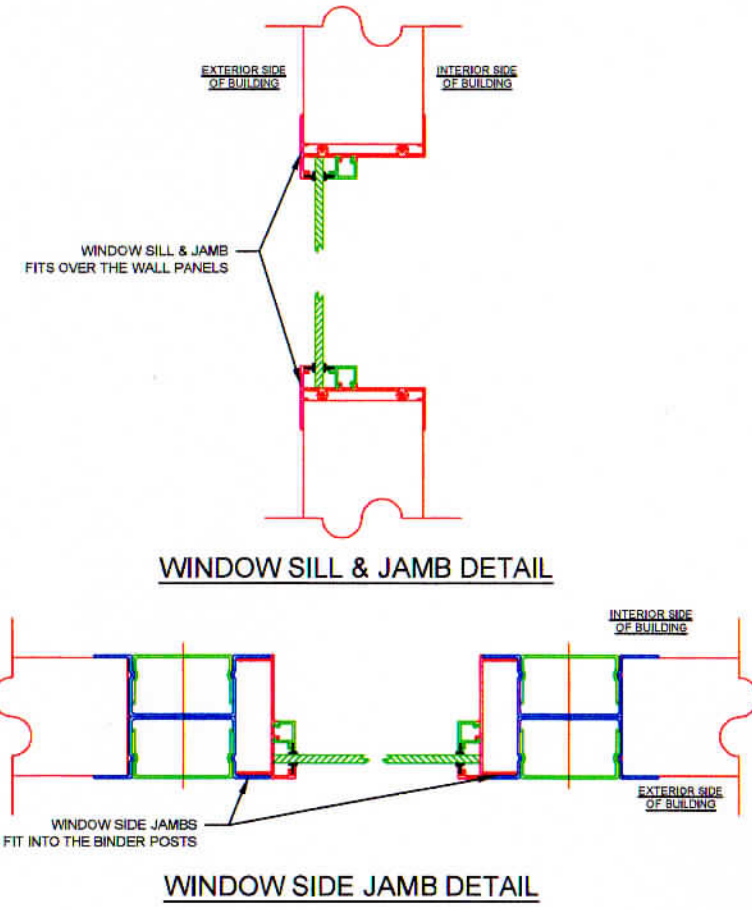 EXTERIOR SIDE
OF BUILDING
INTERIOR SIDE
OF BUILDING
WINDOW SILL & JAMB
FITS OVER THE WALL PANELS
WINDOW SILL & JAMB DETAIL
INTERIOR SIDE
OF BUILDING
EXTERIOR SIDE
OF BUILDING
WINDOW SIDE JAMBS
FIT INTO THE BINDER POSTS
WINDOW SIDE JAMB DETAIL